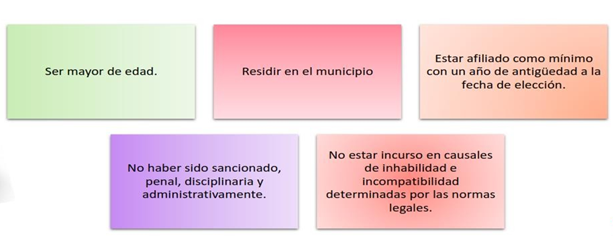 Ser mayor de edad.
Residir en el municipio
Estar afiliado como mínimo
con un año de antigüedad a la
fecha de elección.
No haber sido sancionado,
penal, disciplinaria y
administrativamente.
No estar incurso en causales
de inhabilidad e
incompatibilidad
determinadas por las normas
legales.